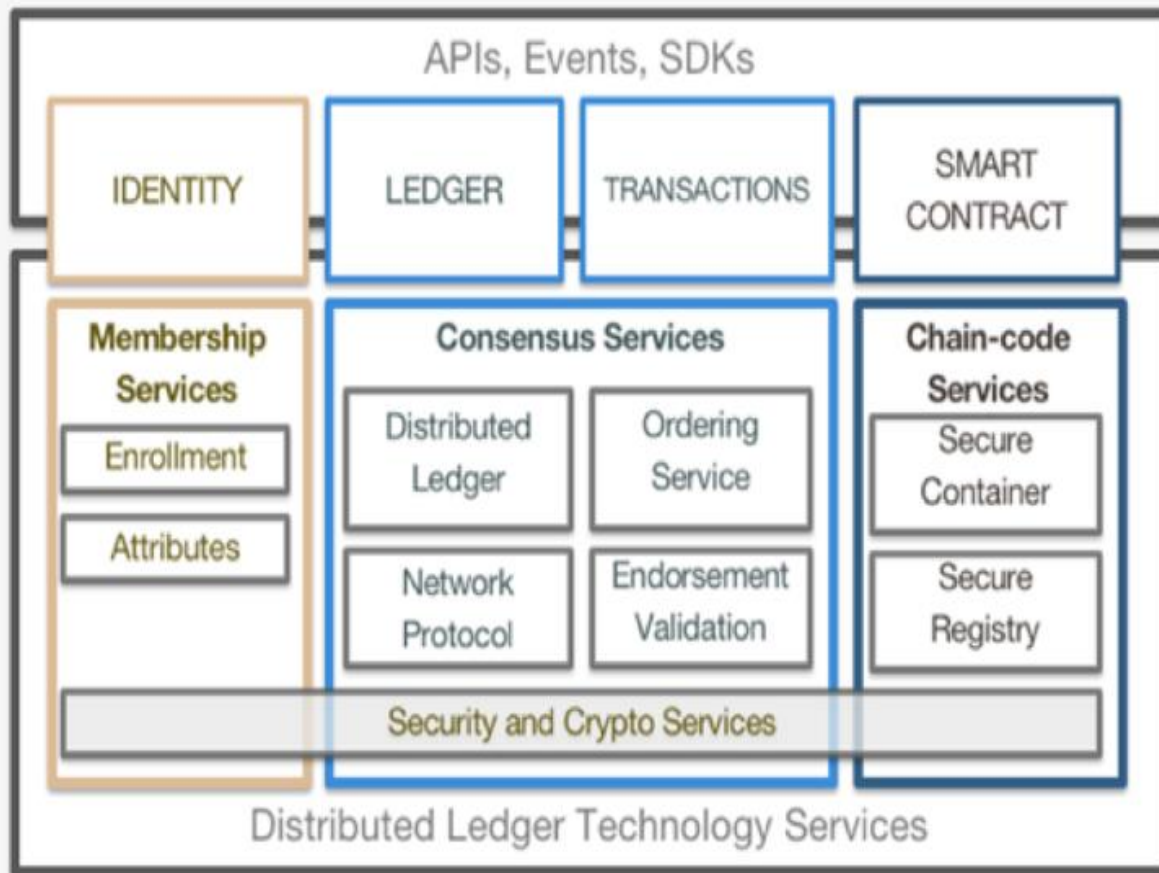 APIs, Events, SDKs
IDENTITY
LEDGER
TRANSACTIONS
SMART
CONTRACT
Membership
Services
Enrollment
Attributes
Consensus Services
Distributed
Ledger
Ordering
Service
Network
Protocol
Endorsement
Validation
Chain-code
Services
Secure
Container
Secure
Registry
Security and Crypto Services
Distributed Ledger Technology Services